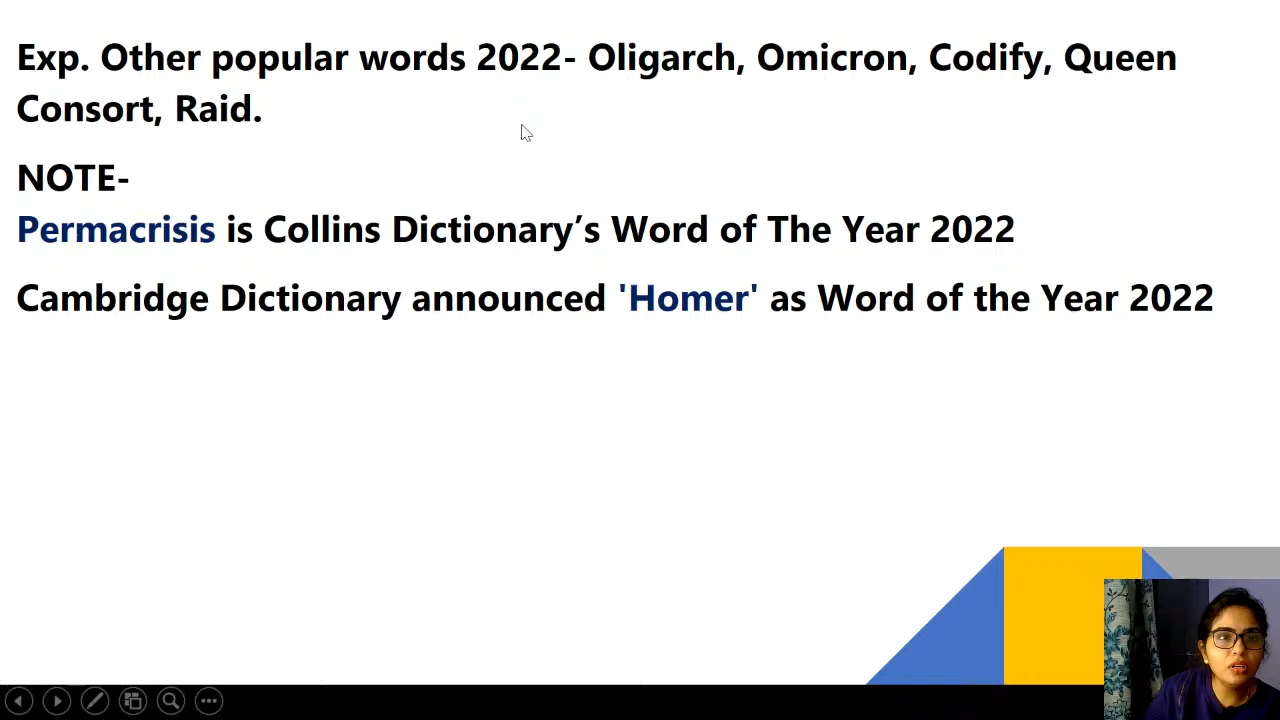 Exp. Other popular words 2022- Oligarch, Omicron, Codify, Queen
Consort, Raid.
NOTE-
Permacrisis is Collins Dictionary’s Word of The Year 2022
Cambridge Dictionary announced 'Homer' as Word of the Year 2022